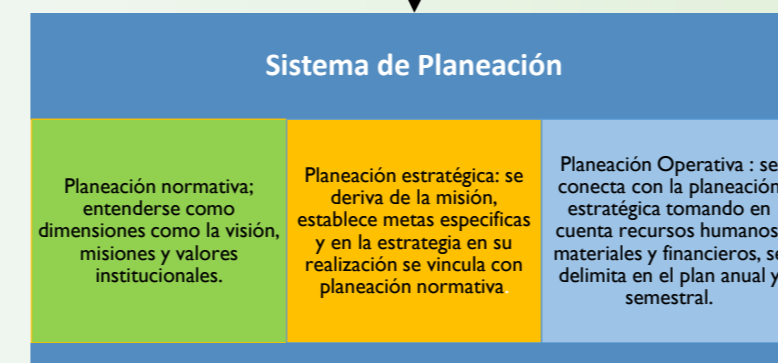 Sistema de Planeación
Planeación normativa;
entenderse como
dimensiones como la visión,
misiones y valores
institucionales.
Planeación estratégica: se
deriva de la misión,
establece metas especificas
y en la estrategia en su
realización se vincula con
planeación normativa.
Planeación Operativa : se
conecta con la planeación
estratégica tomando en
cuenta recursos humanos
materiales y financieros, se
delimita en el plan anual y
semestral.